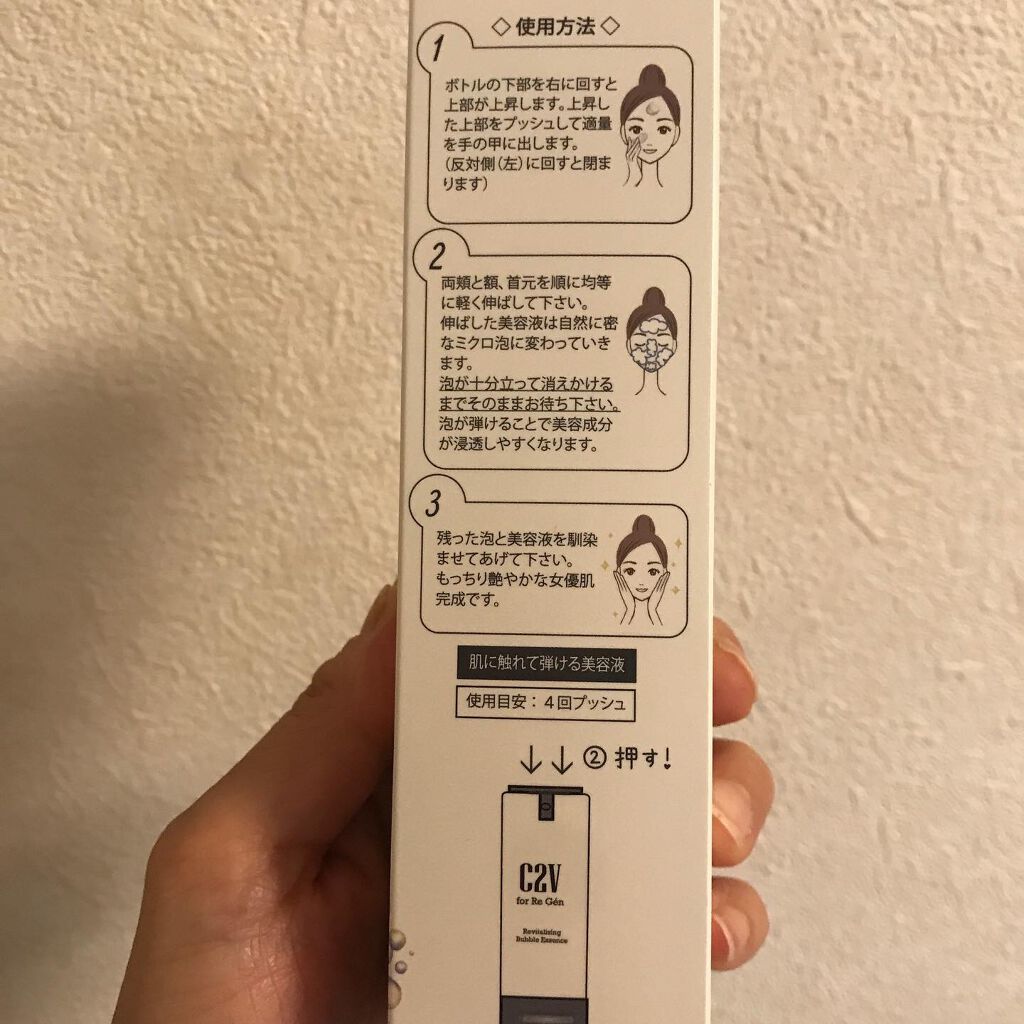 ◇ 使用方法 ◇
1
ボトルの下部を右に回すと
上部が上昇します。上昇し
た上部をプッシュして適量
を手の甲に出します。
（反対側（左）に回すと閉ま
ります）
2
両頬と額、首元を順に均等
に軽く伸ばして下さい。
伸ばした美容液は自然に密
なミクロ泡に変わっていき
ます。
泡が十分立って消えかける
までそのままお待ち下さい。
泡が弾けることで美容成分
が浸透しやすくなります。
3
残った泡と美容液を馴染
ませてあげて下さい。
もっちり艶やかな女優肌
完成です。
肌に触れて弾ける美容液
使用目安：４回プッシュ
↓↓② 押す!
C2V
for Re Gén
Revitalizing
Bubble Essence